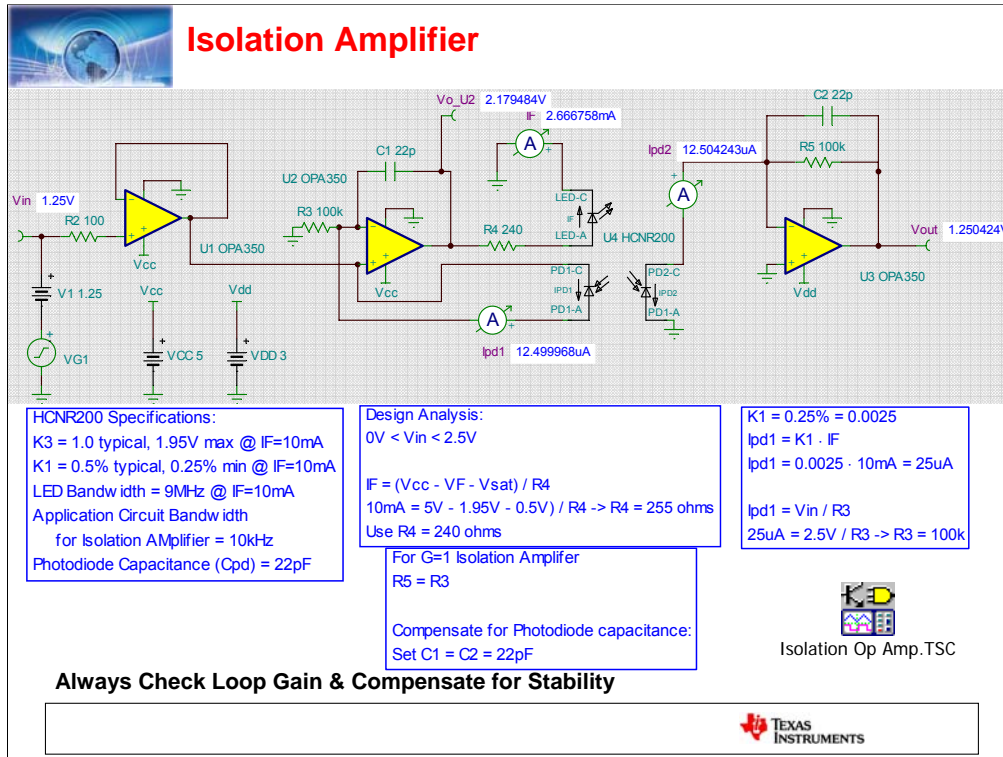 Isolation Amplifier
Vo_U2 2.179484V
IF 2.666758mA
C2 22p
C1 22p
Ipd2 12.504243uA
R5 100k
U2 OPA350
A
LED-C
Vin 1.25V
R2 100
R3 100k
IF
A
R4 240
LED-A
U4 HCNR200
Vout 1.250424V
U1 OPA350
Vcc
Vcc
PD1-C
IPD1
PD1-A
PD2-C
IPD2
PD1-A
Vdd
U3 OPA350
V1 1.25
Vcc
Vdd
A
VG1
VCC 5
VDD 3
Ipd1 12.499968uA
HCNR200 Specifications:
K3 = 1.0 typical, 1.95V max @ IF=10mA
K1 = 0.5% typical, 0.25% min @ IF=10mA
LED Bandwidth = 9MHz @ IF=10mA
Application Circuit Bandwidth
for Isolation AMplifier = 10kHz
Photodiode Capacitance (Cpd) = 22pF
Design Analysis:
0V < Vin < 2.5V
IF = (Vcc - VF - Vsat) / R4
10mA = 5V - 1.95V - 0.5V) / R4 -> R4 = 255 ohms
Use R4 = 240 ohms
K1 = 0.25% = 0.0025
Ipd1 = K1 · IF
Ipd1 = 0.0025 · 10mA = 25uA
Ipd1 = Vin / R3
25uA = 2.5V / R3 -> R3 = 100k
For G=1 Isolation Amplifer
R5 = R3
Compensate for Photodiode capacitance:
Set C1 = C2 = 22pF
Isolation Op Amp.TSC
Always Check Loop Gain & Compensate for Stability
TEXAS
INSTRUMENTS